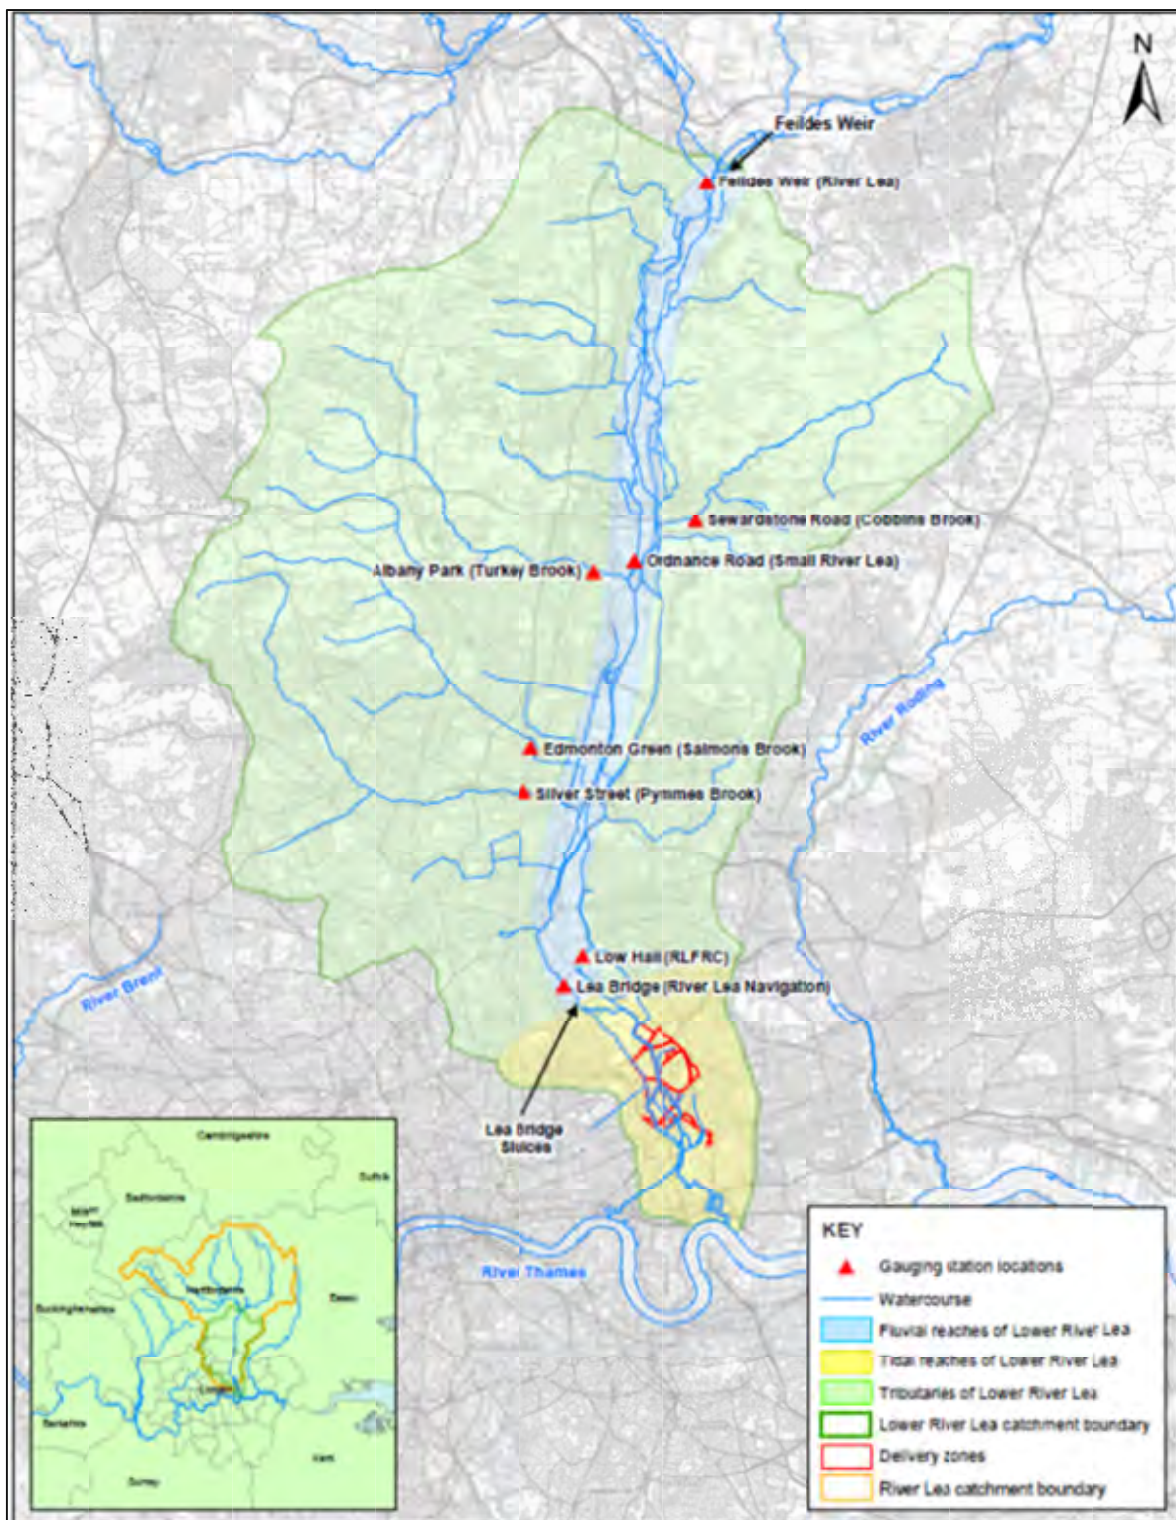 N
Feildes Weir
Feildes Weir (River Lea)
Sewardstone Road (Cobbins Brook)
Ordnance Road (Small River Lea)
Albany Park (Turkey Brook)
River Roding
Edmonton Green (Salmons Brook)
Silver Street (Pymmes Brook)
Low Hall (RLFRC)
River Brent
Lea Bridge (River Lea Navigation)
Lea Bridge
Sluices
River Thames
Cambridgeshire
Suffolk
Bedfordshire
Hertfordshire
Buckinghamshire
Essex
London
Berkshire
Kent
Surrey
KEY
Gauging station locations
Watercourse
Fluvial reaches of Lower River Lea
Tidal reaches of Lower River Lea
Tributaries of Lower River Lea
Lower River Lea catchment boundary
Delivery zones
River Lea catchment boundary